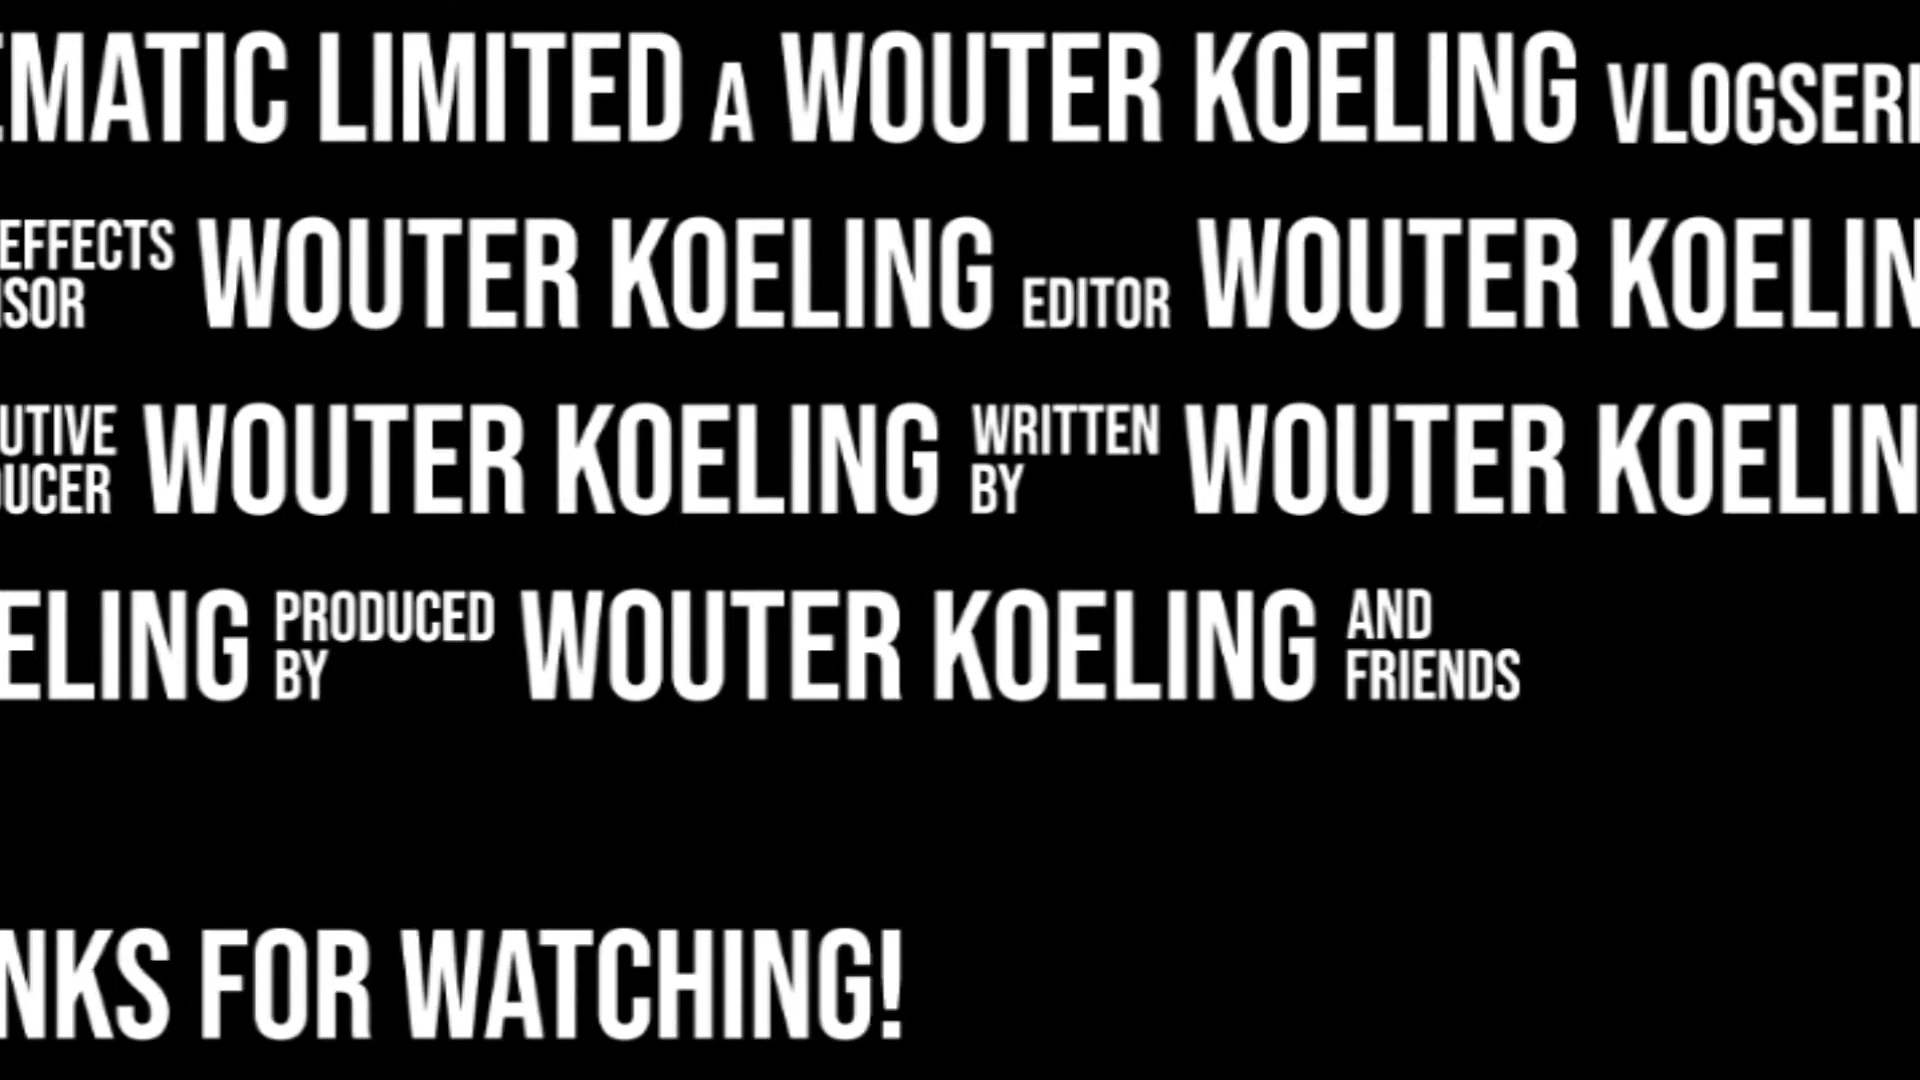 EMATIC LIMITED A WOUTER KOELING VLOGSERI
EFFECTS
ISOR WOUTER KOELING EDITOR WOUTER KOELIN
UTIVE
UCER WOUTER KOELING WRITTEN
BY WOUTER KOELIN
ELING PRODUCED
BY WOUTER KOELING AND
FRIENDS
NKS FOR WATCHING!